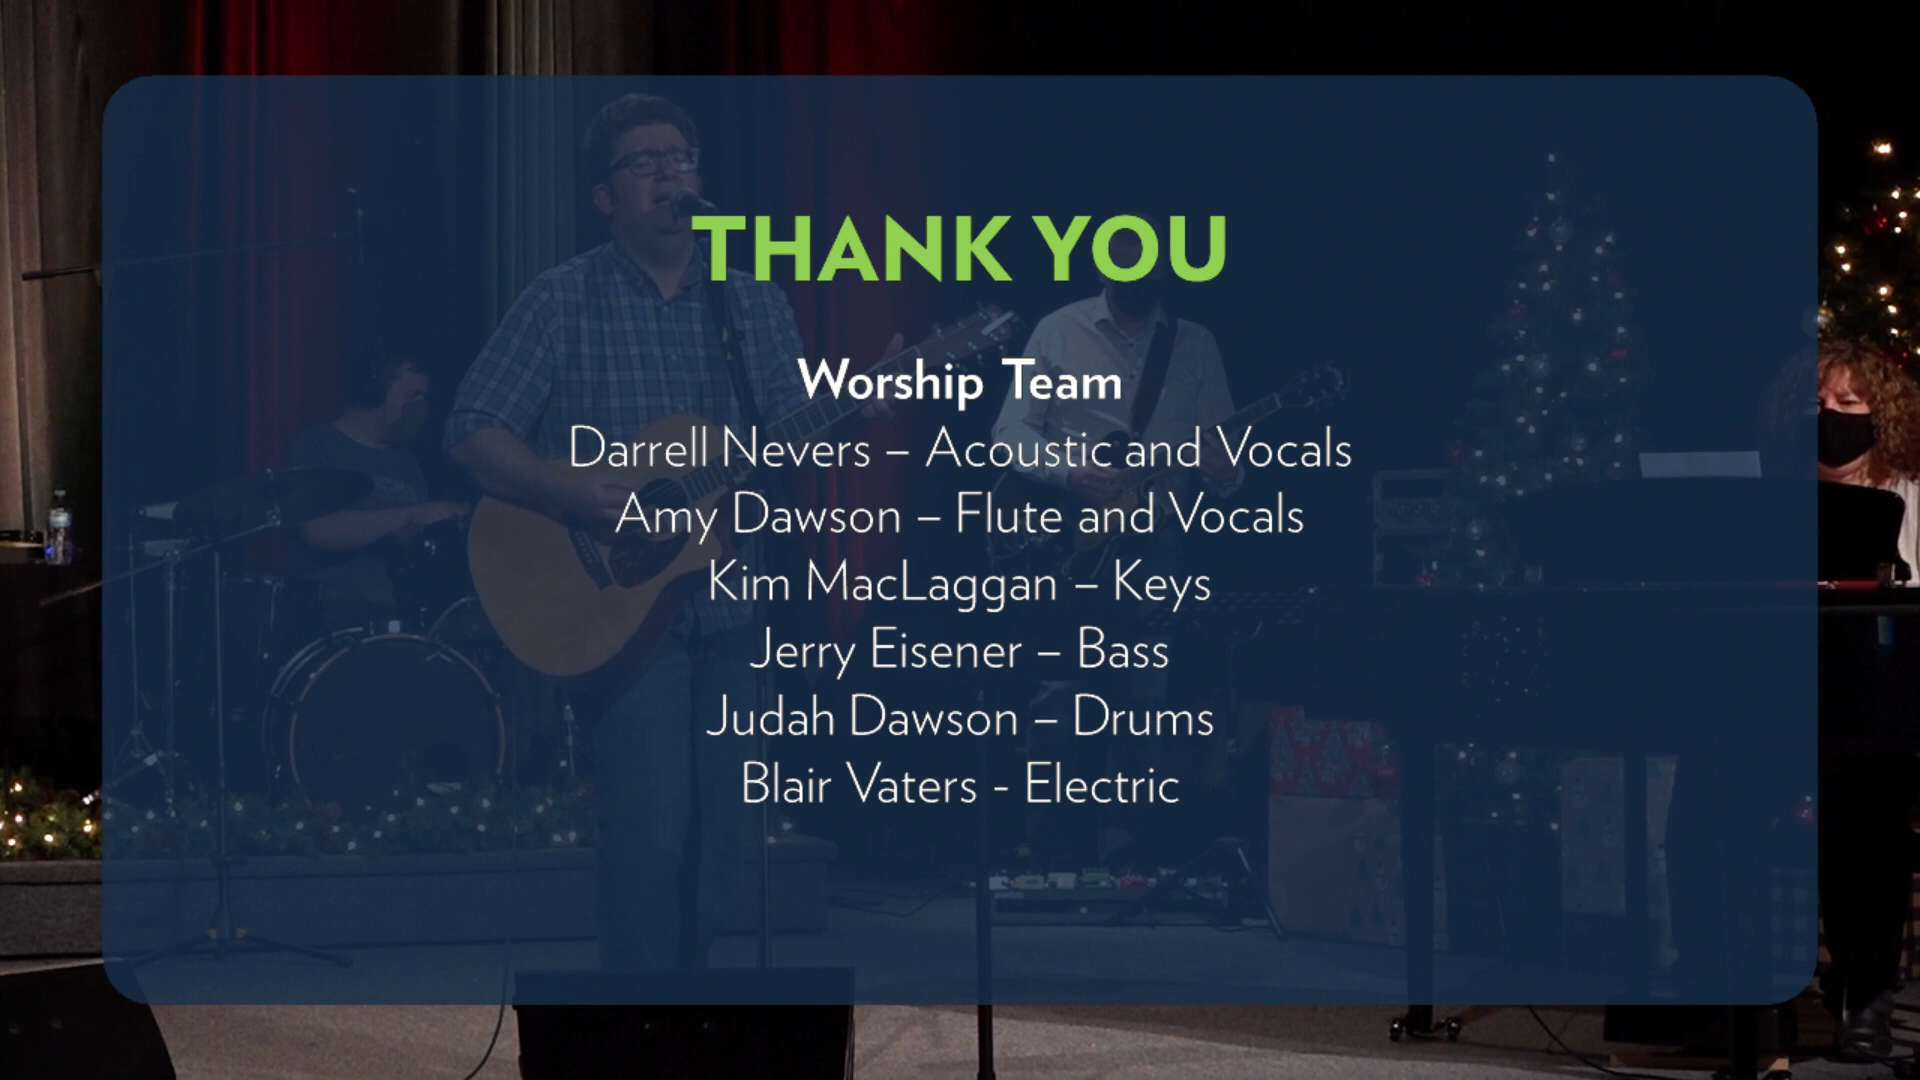 THANK YOU
Worship Team
Darrell Nevers – Acoustic and Vocals
Amy Dawson – Flute and Vocals
Kim MacLaggan – Keys
Jerry Eisener – Bass
Judah Dawson – Drums
Blair Vaters - Electric